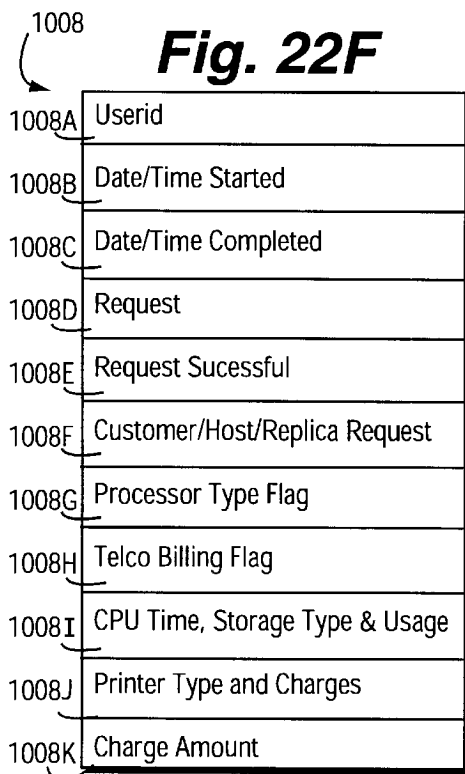 1008
Fig. 22F
1008A Userid
1008B Date/Time Started
1008C Date/Time Completed
1008D Request
1008E Request Sucessful
1008F Customer/Host/Replica Request
1008G Processor Type Flag
1008H Telco Billing Flag
1008I CPU Time, Storage Type & Usage
1008J Printer Type and Charges
1008K Charge Amount